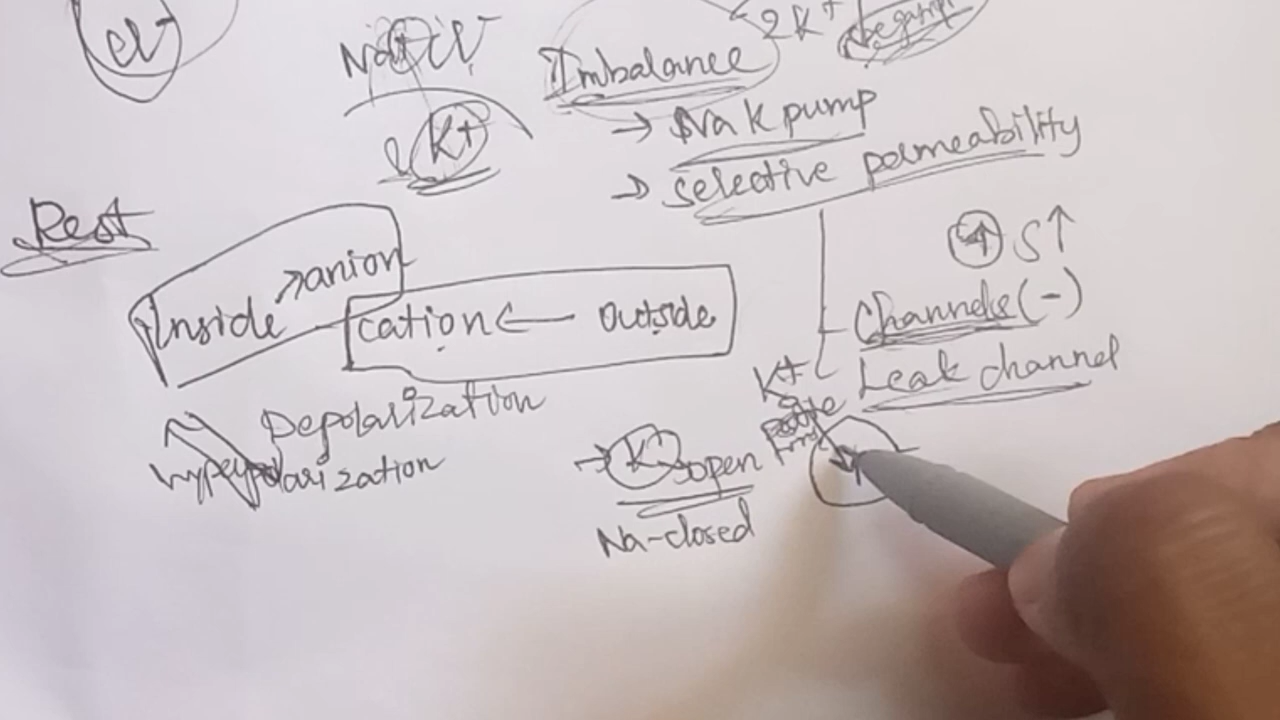 2K+
Imbalance
K+
→ Na k pump
→ selective permeability
Rest
↑ S↑
anion
Inside
cation ← Outside
Channels (-)
Leak channel
K+
Depolarization
hyperpolarization
→ K+ open
Na-closed